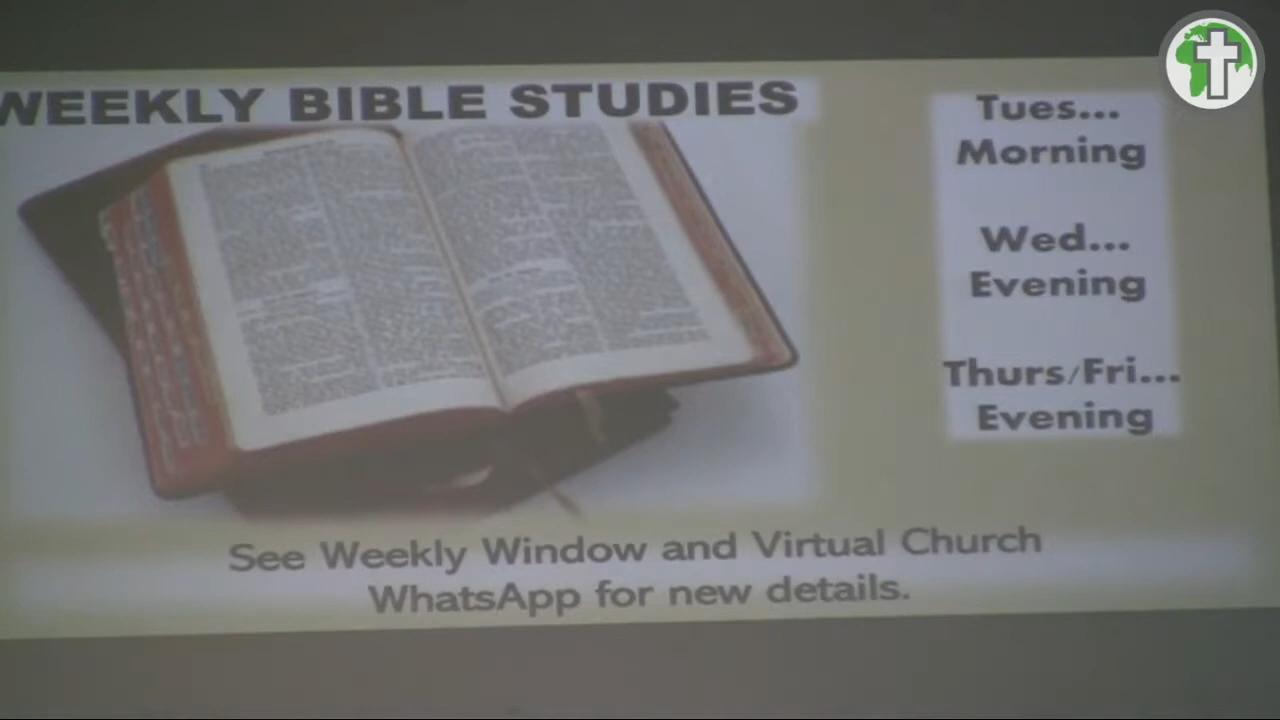 WEEKLY BIBLE STUDIES
Tues...
Morning
Wed...
Evening
Thurs/Fri...
Evening
See Weekly Window and Virtual Church
WhatsApp for new details.